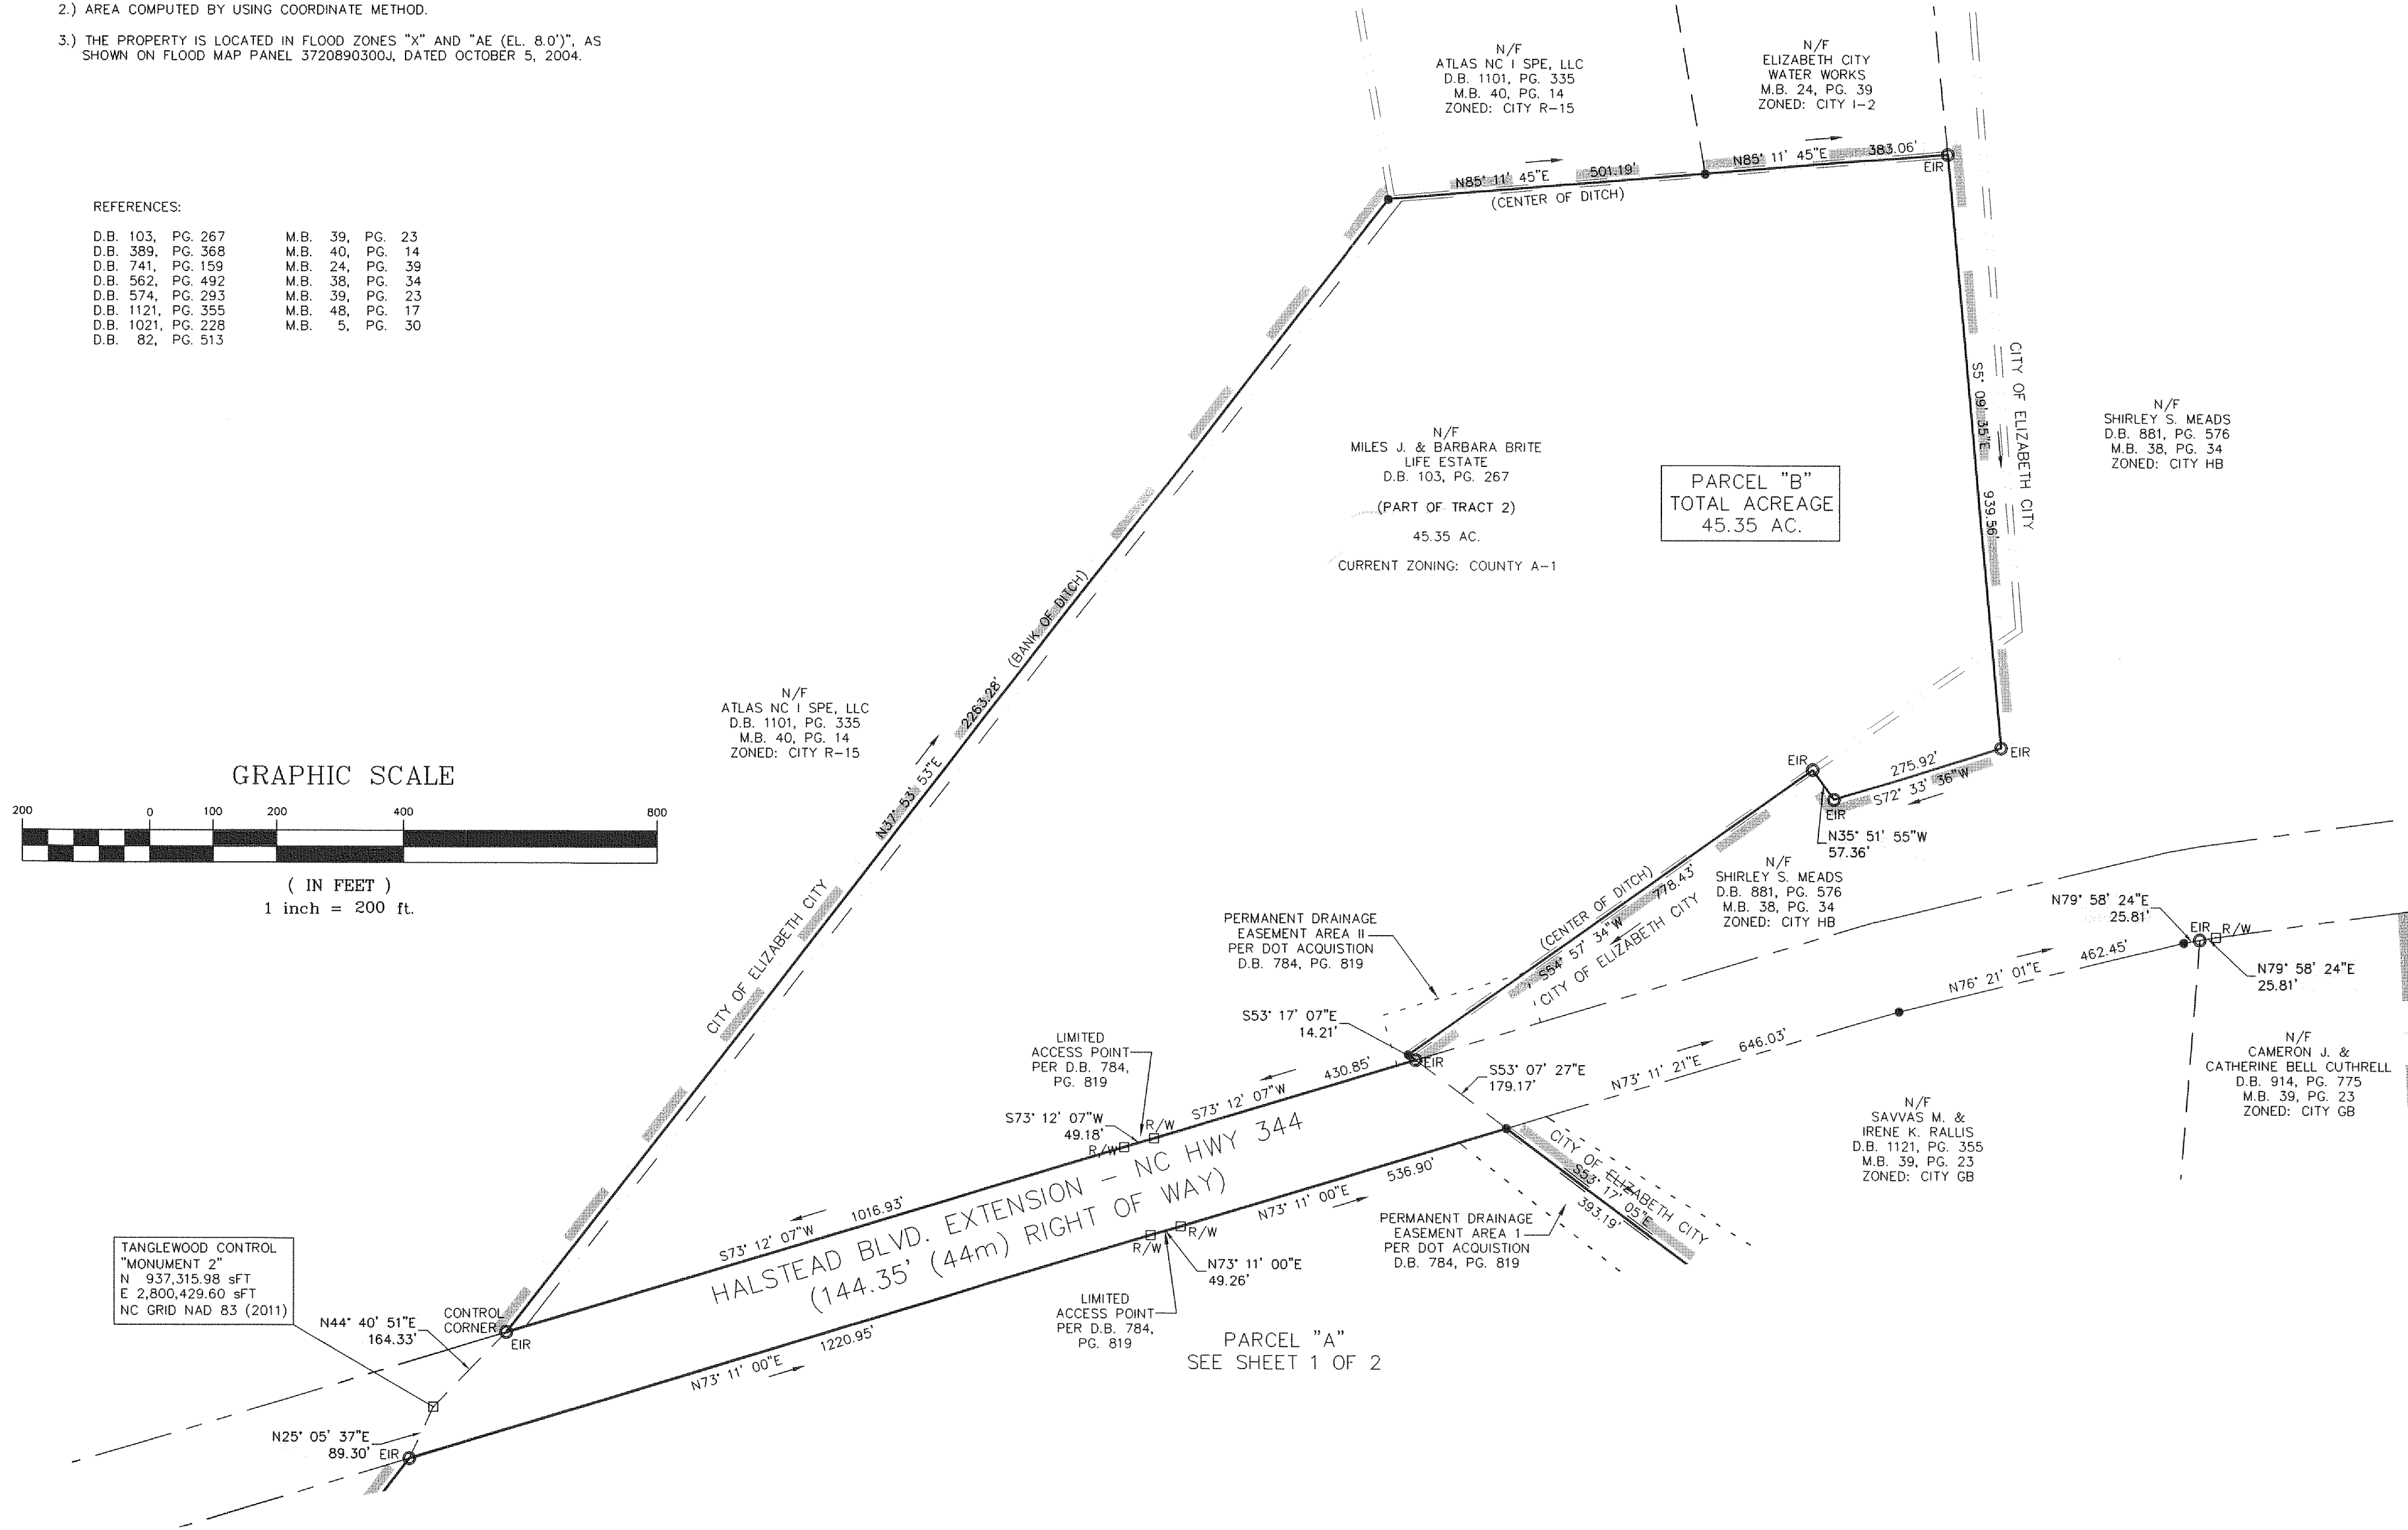 2.) AREA COMPUTED BY USING COORDINATE METHOD.
3.) THE PROPERTY IS LOCATED IN FLOOD ZONES "X" AND "AE (EL. 8.0')", AS
SHOWN ON FLOOD MAP PANEL 3720890300J, DATED OCTOBER 5, 2004.
N/F
ATLAS NC I SPE, LLC
D.B. 1101, PG. 335
M.B. 40, PG. 14
ZONED: CITY R-15
N/F
ELIZABETH CITY
WATER WORKS
M.B. 24, PG. 39
ZONED: CITY I-2
N85° 11' 45"E 501.19'
(CENTER OF DITCH)
N85° 11' 45"E 383.06'
EIR
REFERENCES:
D.B. 103, PG. 267 M.B. 39, PG. 23
D.B. 389, PG. 368 M.B. 40, PG. 14
D.B. 741, PG. 159 M.B. 24, PG. 39
D.B. 562, PG. 492 M.B. 38, PG. 34
D.B. 574, PG. 293 M.B. 39, PG. 23
D.B. 1121, PG. 355 M.B. 48, PG. 17
D.B. 1021, PG. 228 M.B. 5, PG. 30
D.B. 82, PG. 513
S5° 09' 35"E 939.56'
CITY OF ELIZABETH CITY
N/F
SHIRLEY S. MEADS
D.B. 881, PG. 576
M.B. 38, PG. 34
ZONED: CITY HB
N/F
MILES J. & BARBARA BRITE
LIFE ESTATE
D.B. 103, PG. 267
(PART OF TRACT 2)
45.35 AC.
CURRENT ZONING: COUNTY A-1
PARCEL "B"
TOTAL ACREAGE
45.35 AC.
N/F
ATLAS NC I SPE, LLC
D.B. 1101, PG. 335
M.B. 40, PG. 14
ZONED: CITY R-15
CITY OF ELIZABETH CITY
N37° 53' 53"E 2263.28' (BANK OF DITCH)
GRAPHIC SCALE
200 0 100 200 400 800
( IN FEET )
1 inch = 200 ft.
EIR
275.92'
S72° 33' 36"W
EIR
EIR
N35° 51' 55"W
57.36'
N/F
SHIRLEY S. MEADS
D.B. 881, PG. 576
M.B. 38, PG. 34
ZONED: CITY HB
(CENTER OF DITCH)
S54° 57' 34"W 778.43'
CITY OF ELIZABETH CITY
PERMANENT DRAINAGE
EASEMENT AREA II
PER DOT ACQUISTION
D.B. 784, PG. 819
N79° 58' 24"E
25.81'
EIR
R/W
N79° 58' 24"E
25.81'
N76° 21' 01"E 462.45'
S53° 17' 07"E
14.21'
EIR
S53° 07' 27"E
179.17'
N73° 11' 21"E 646.03'
N/F
CAMERON J. &
CATHERINE BELL CUTHRELL
D.B. 914, PG. 775
M.B. 39, PG. 23
ZONED: CITY GB
N/F
SAVVAS M. &
IRENE K. RALLIS
D.B. 1121, PG. 355
M.B. 39, PG. 23
ZONED: CITY GB
LIMITED
ACCESS POINT
PER D.B. 784,
PG. 819
S73° 12' 07"W 430.85'
S73° 12' 07"W
49.18'
R/W
R/W
S73° 12' 07"W 1016.93'
HALSTEAD BLVD. EXTENSION - NC HWY 344
(144.35' (44m) RIGHT OF WAY)
N73° 11' 00"E 536.90'
CITY OF ELIZABETH CITY
S53° 17' 05"E
393.19'
PERMANENT DRAINAGE
EASEMENT AREA 1
PER DOT ACQUISTION
D.B. 784, PG. 819
R/W
R/W
N73° 11' 00"E
49.26'
LIMITED
ACCESS POINT
PER D.B. 784,
PG. 819
N73° 11' 00"E 1220.95'
PARCEL "A"
SEE SHEET 1 OF 2
TANGLEWOOD CONTROL
"MONUMENT 2"
N 937,315.98 sFT
E 2,800,429.60 sFT
NC GRID NAD 83 (2011)
CONTROL
CORNER
EIR
N44° 40' 51"E
164.33'
N25° 05' 37"E
89.30'
EIR